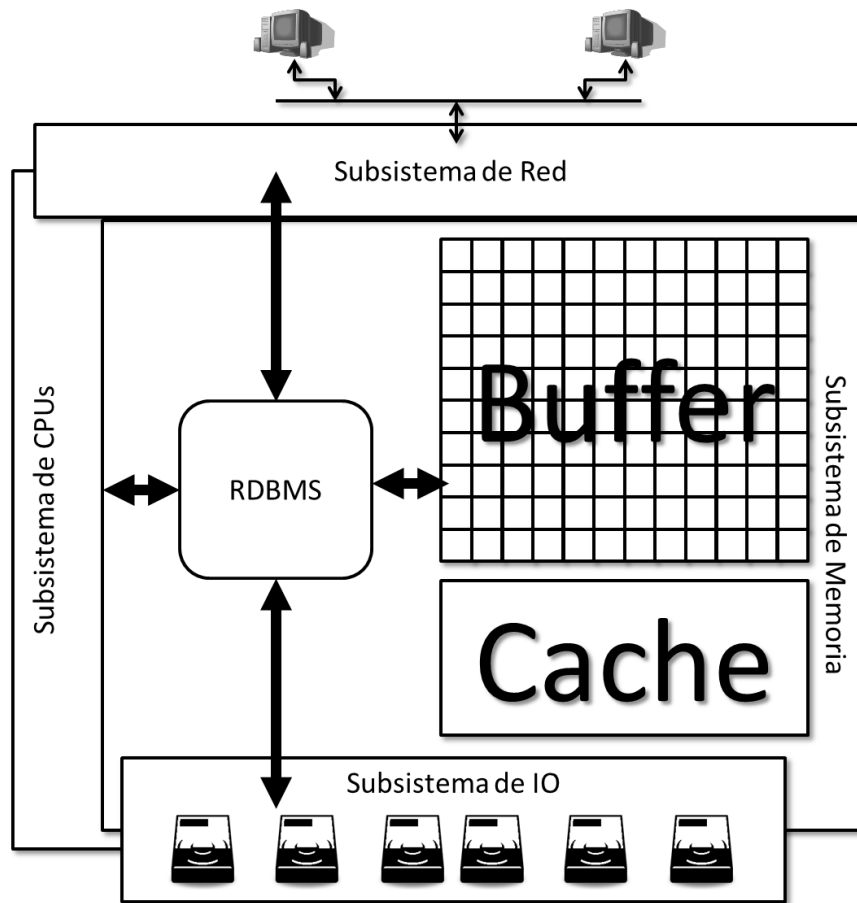 Subsistema de Red
Subsistema de CPUs
RDBMS
Buffer
Subsistema de Memoria
Cache
Subsistema de IO